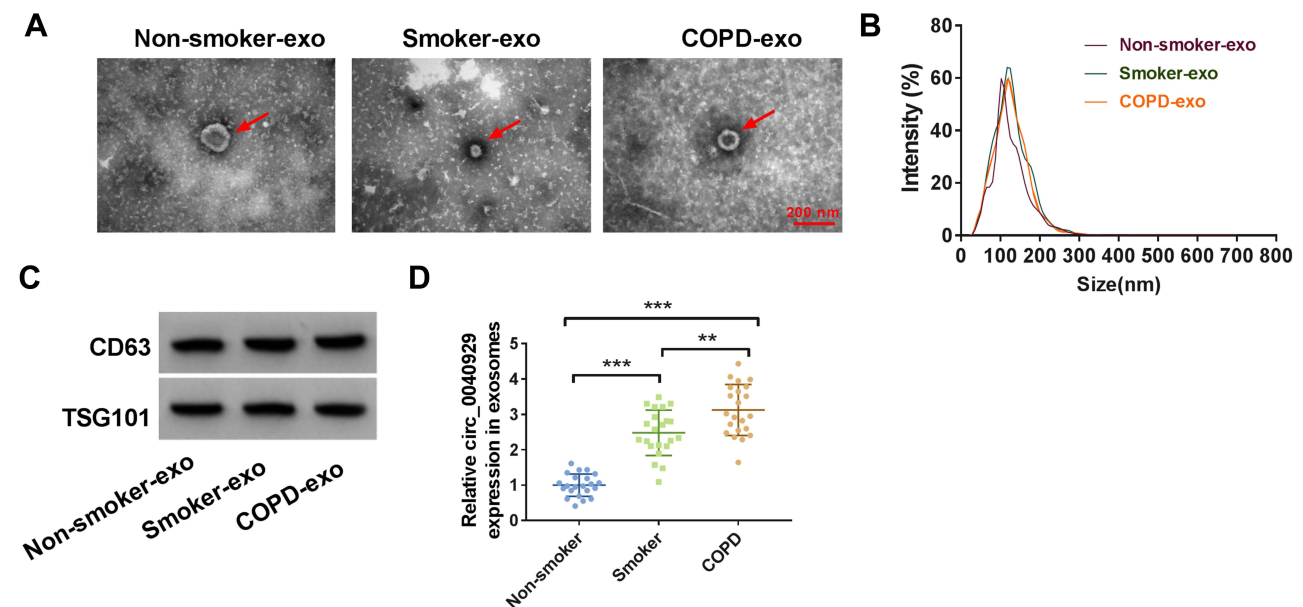 A
Non-smoker-exo
Smoker-exo
COPD-exo
200 nm
B
Intensity (%)
80
60
40
20
0
0 100 200 300 400 500 600 700 800
Size(nm)
Non-smoker-exo
Smoker-exo
COPD-exo
C
CD63
TSG101
Non-smoker-exo
Smoker-exo
COPD-exo
D
Relative circ_0040929
expression in exosomes
5
4
3
2
1
0
***
***
**
Non-smoker
Smoker
COPD